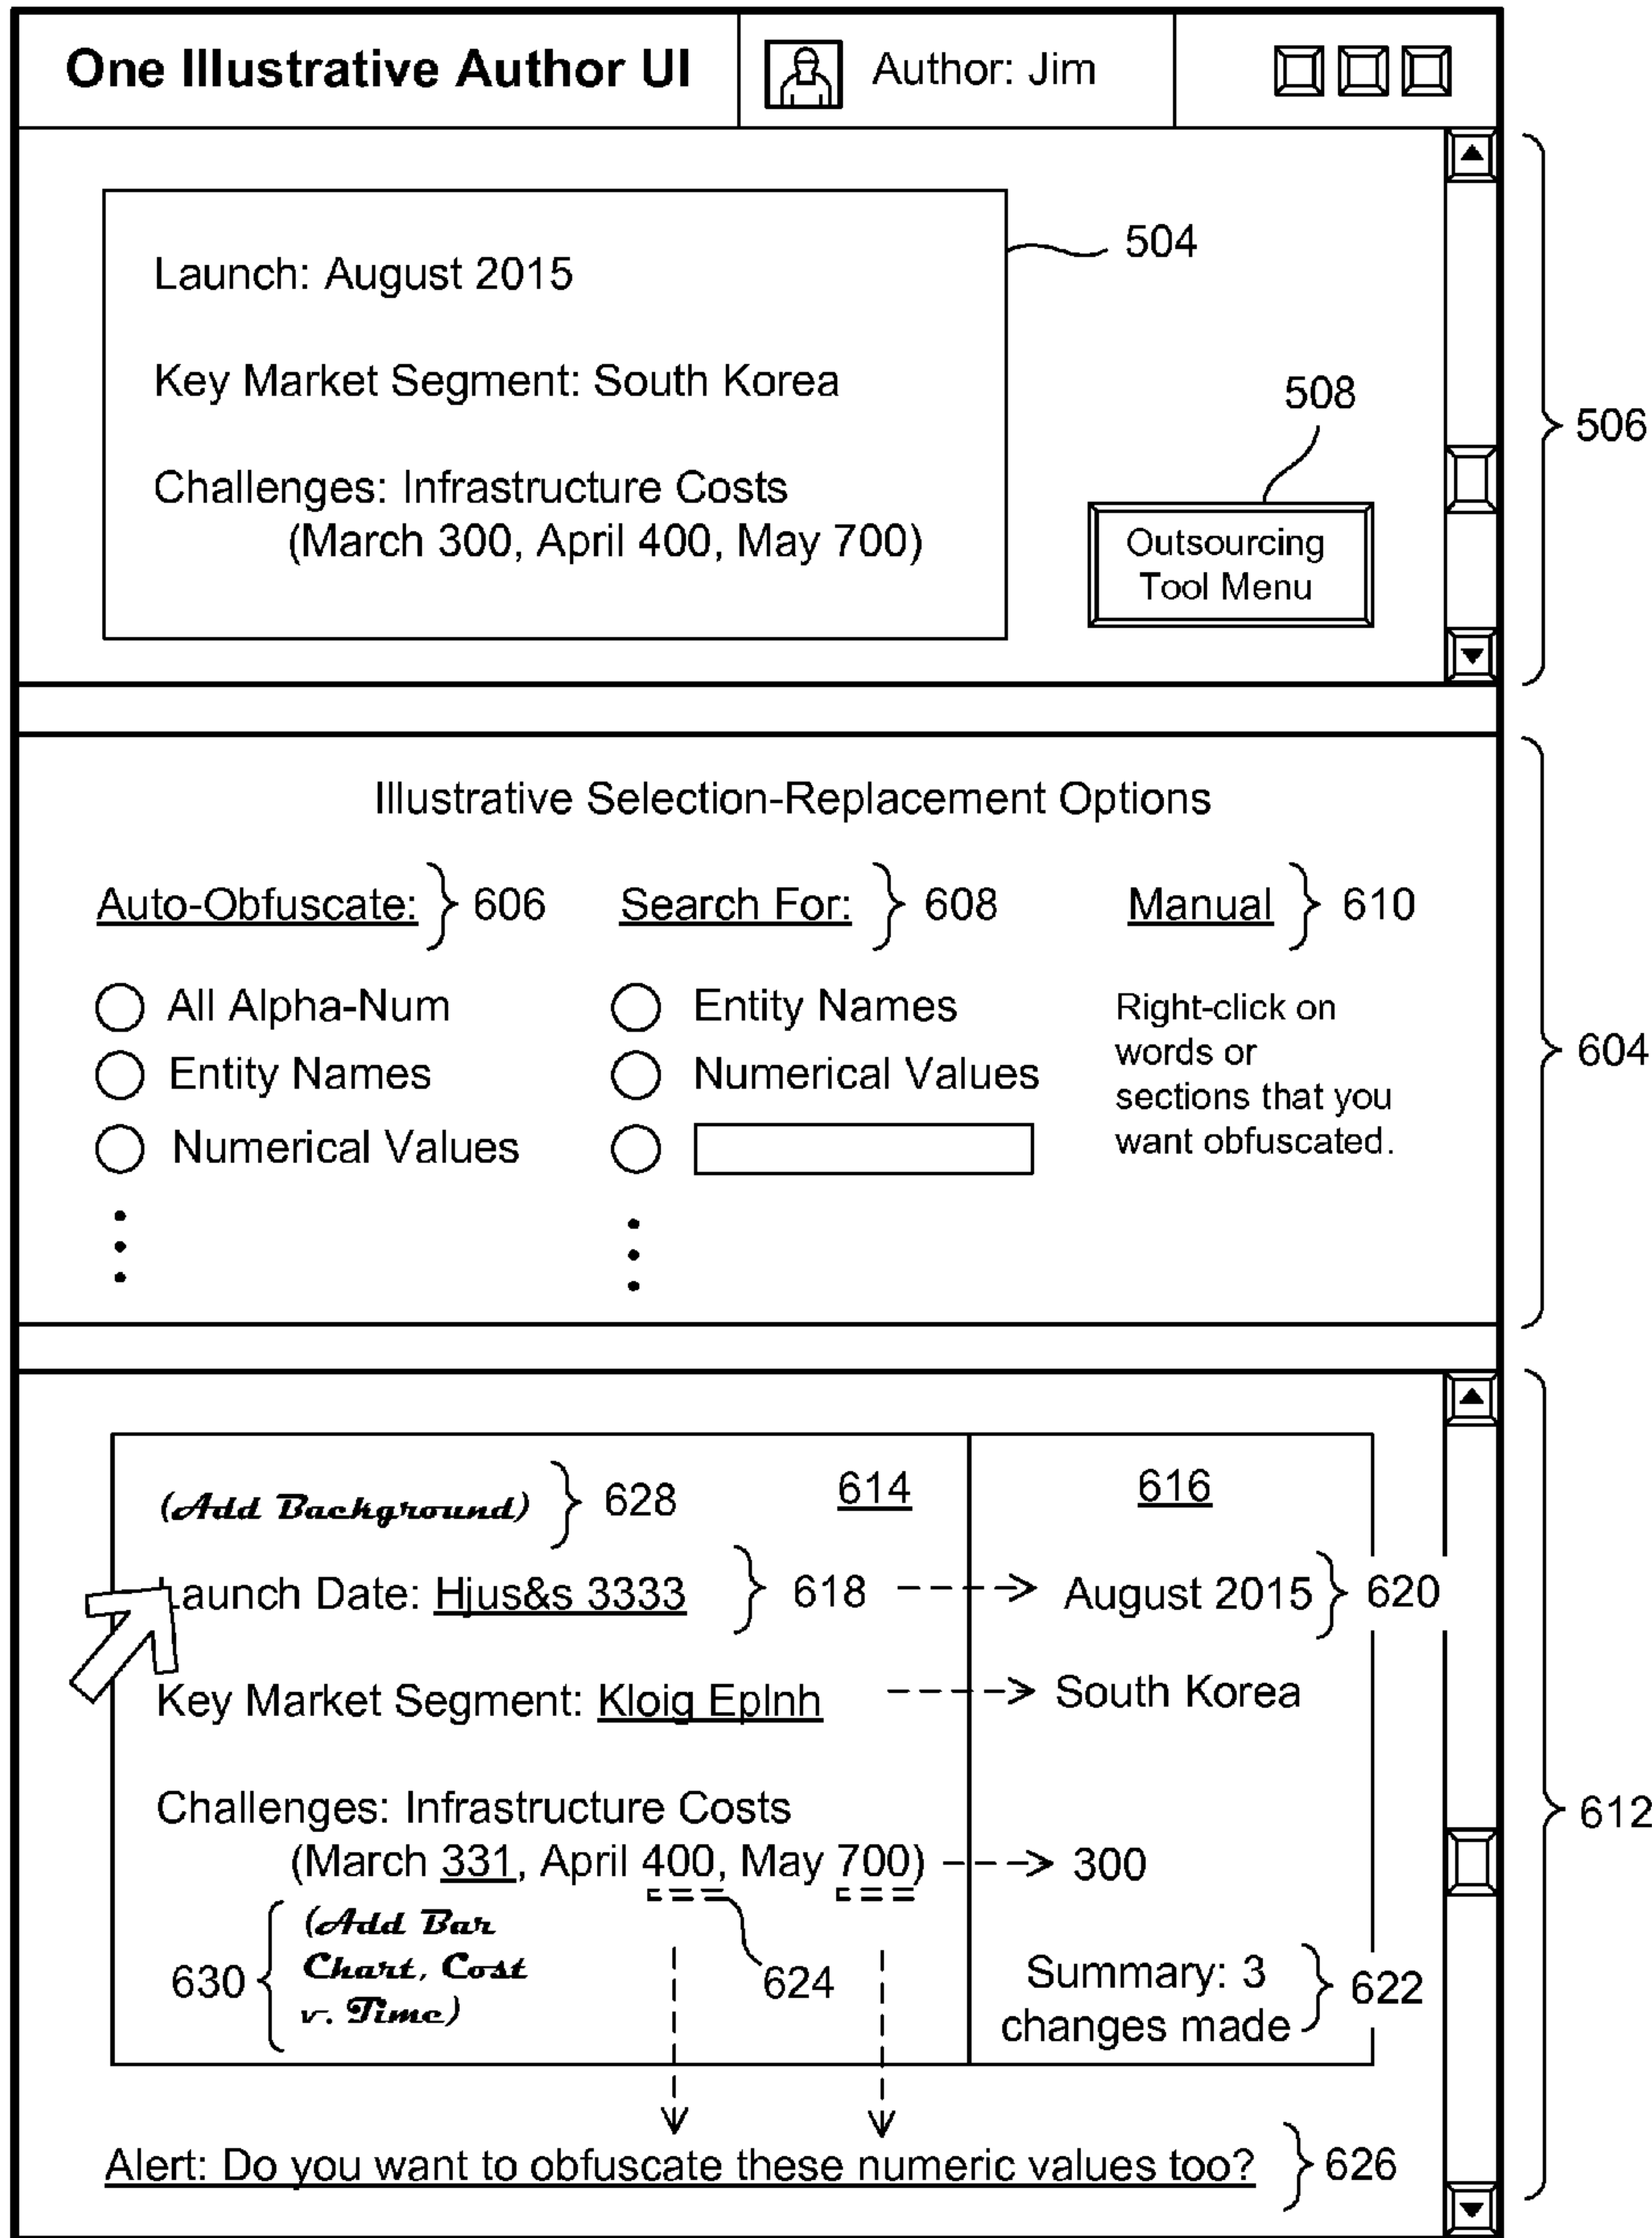 One Illustrative Author UI
Author: Jim
Launch: August 2015
504
Key Market Segment: South Korea
508
506
Challenges: Infrastructure Costs
(March 300, April 400, May 700)
Outsourcing
Tool Menu
Illustrative Selection-Replacement Options
Auto-Obfuscate: 606
Search For: 608
Manual 610
All Alpha-Num
Entity Names
Numerical Values
Entity Names
Numerical Values
Right-click on
words or
sections that you
want obfuscated.
604
(Add Background) 628
614
616
Launch Date: Hjus&s 3333 618
August 2015 620
Key Market Segment: Kloig Eplnh
South Korea
Challenges: Infrastructure Costs
(March 331, April 400, May 700)
300
612
630
(Add Bar
Chart, Cost
v. Time)
624
Summary: 3
changes made
622
Alert: Do you want to obfuscate these numeric values too? 626